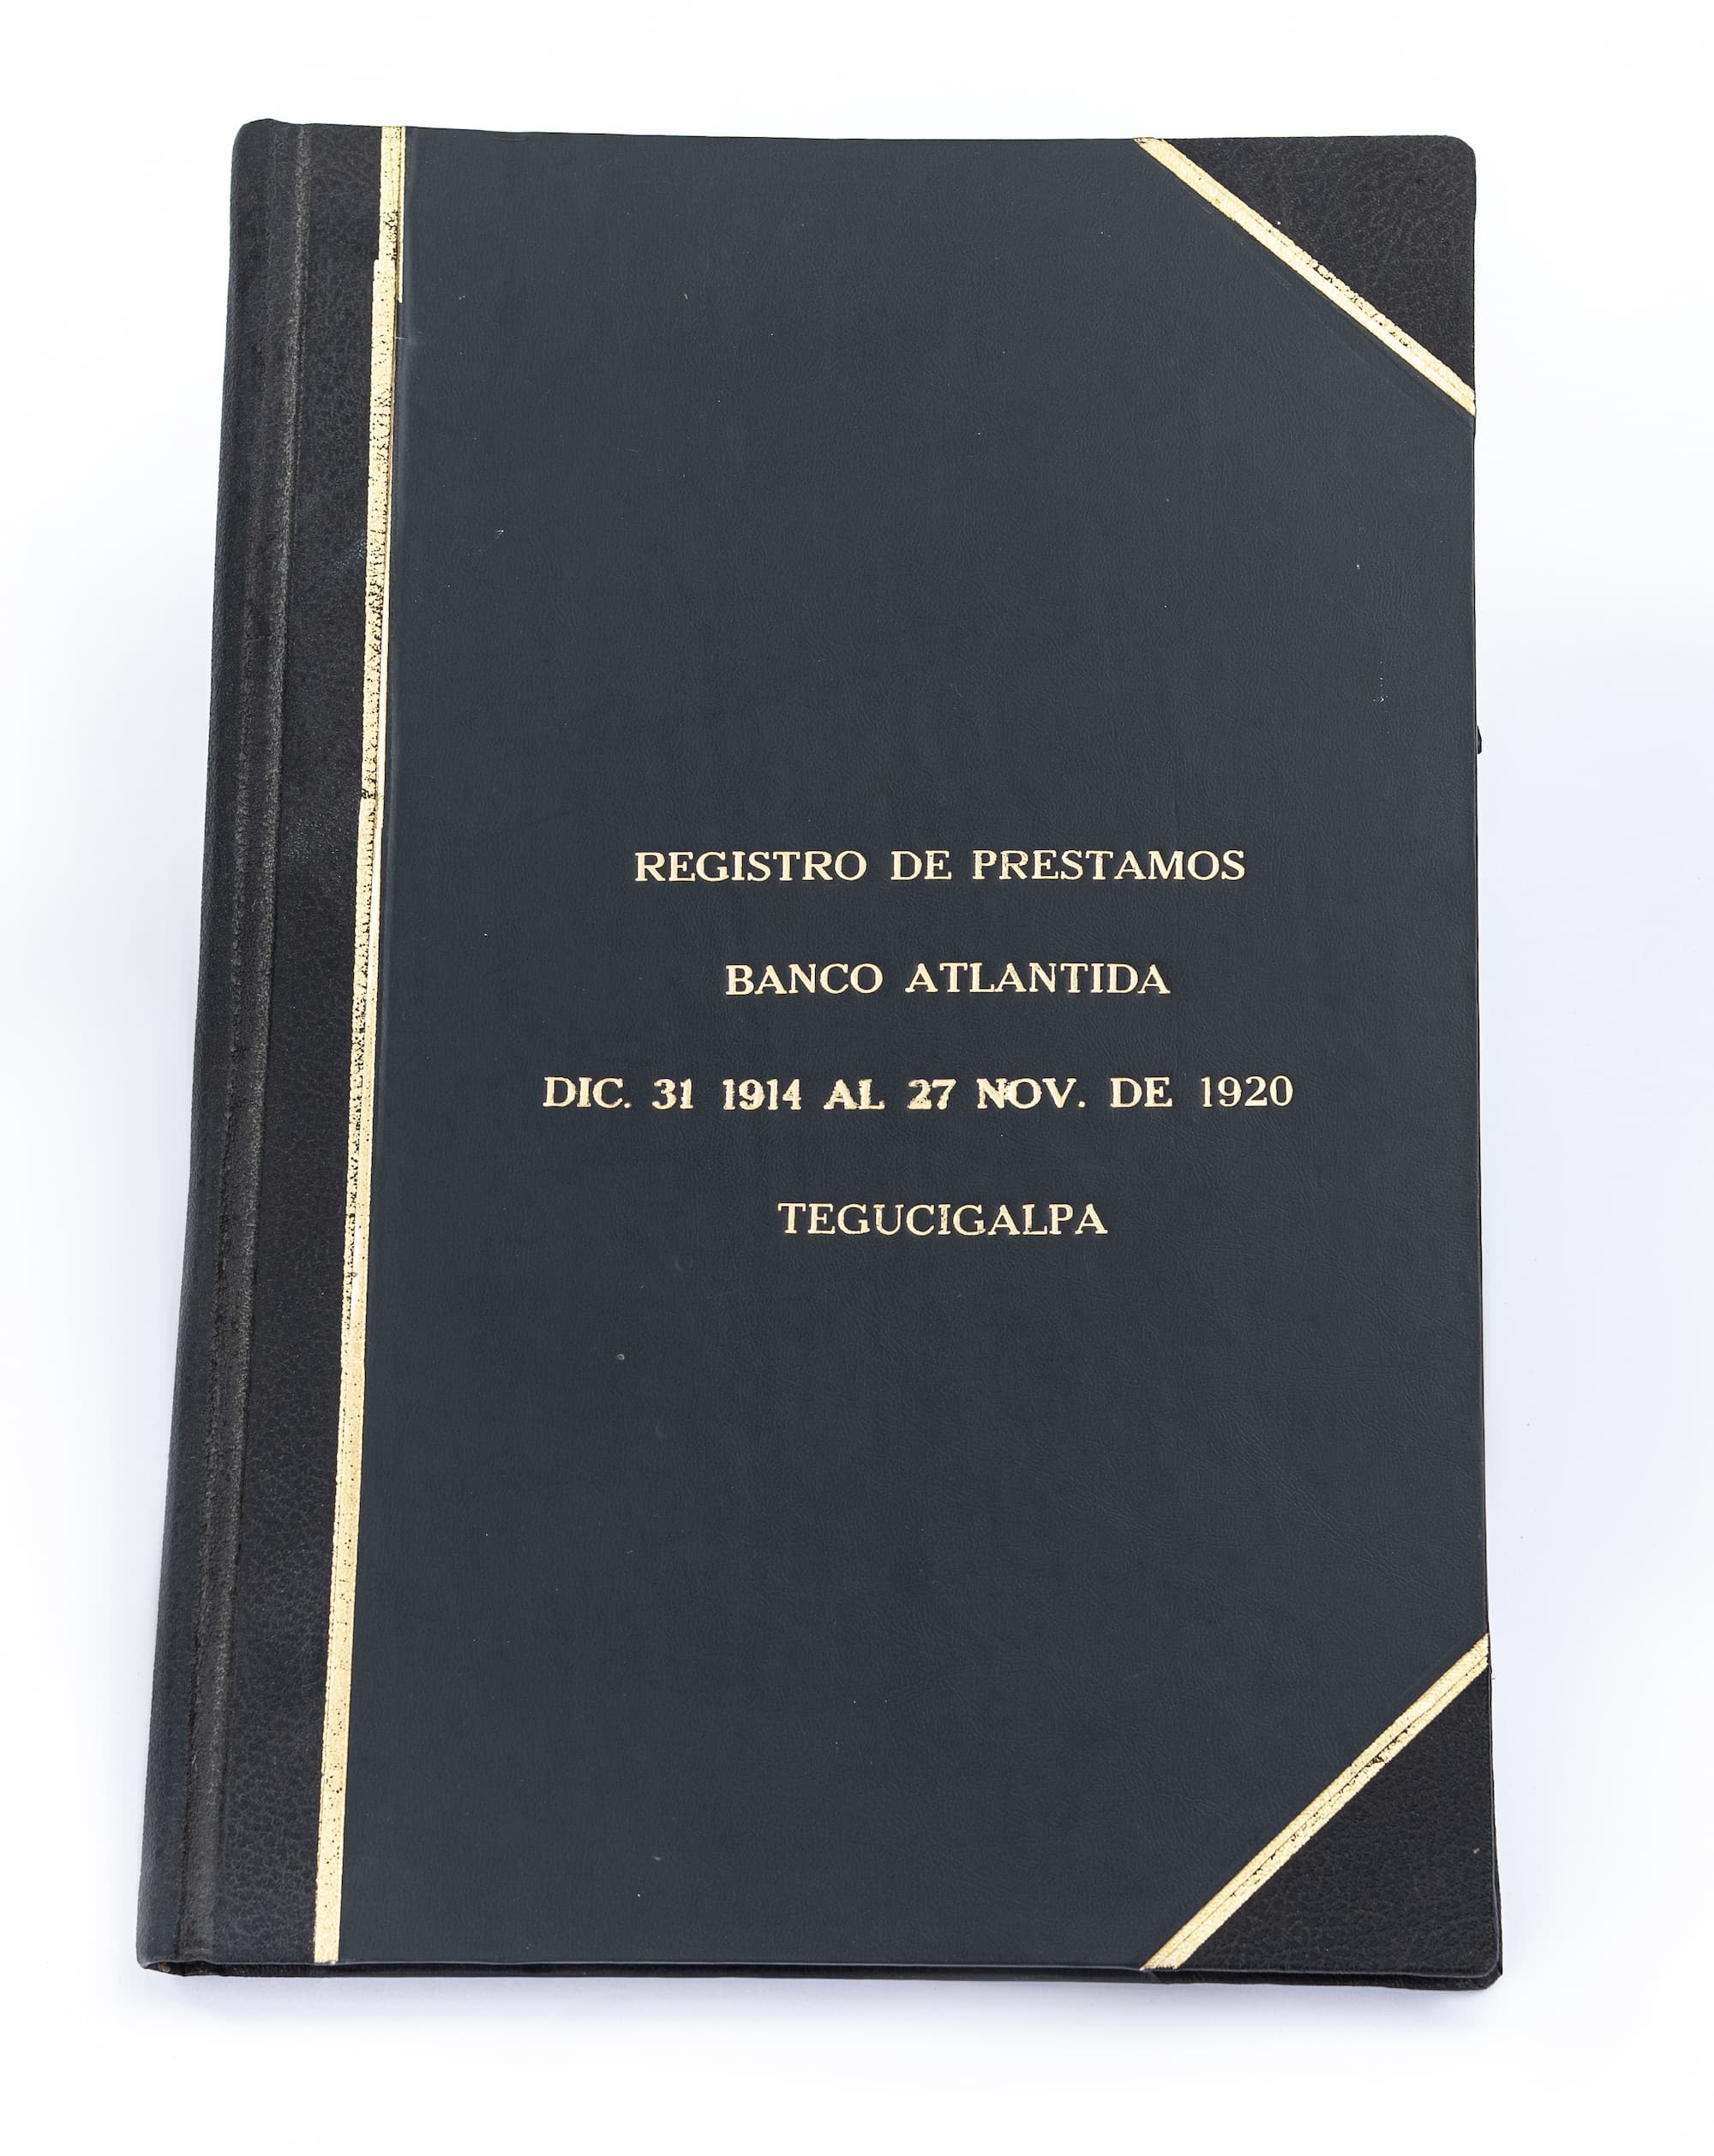 REGISTRO DE PRESTAMOS
BANCO ATLANTIDA
DIC. 31 1914 AL 27 NOV. DE 1920
TEGUCIGALPA